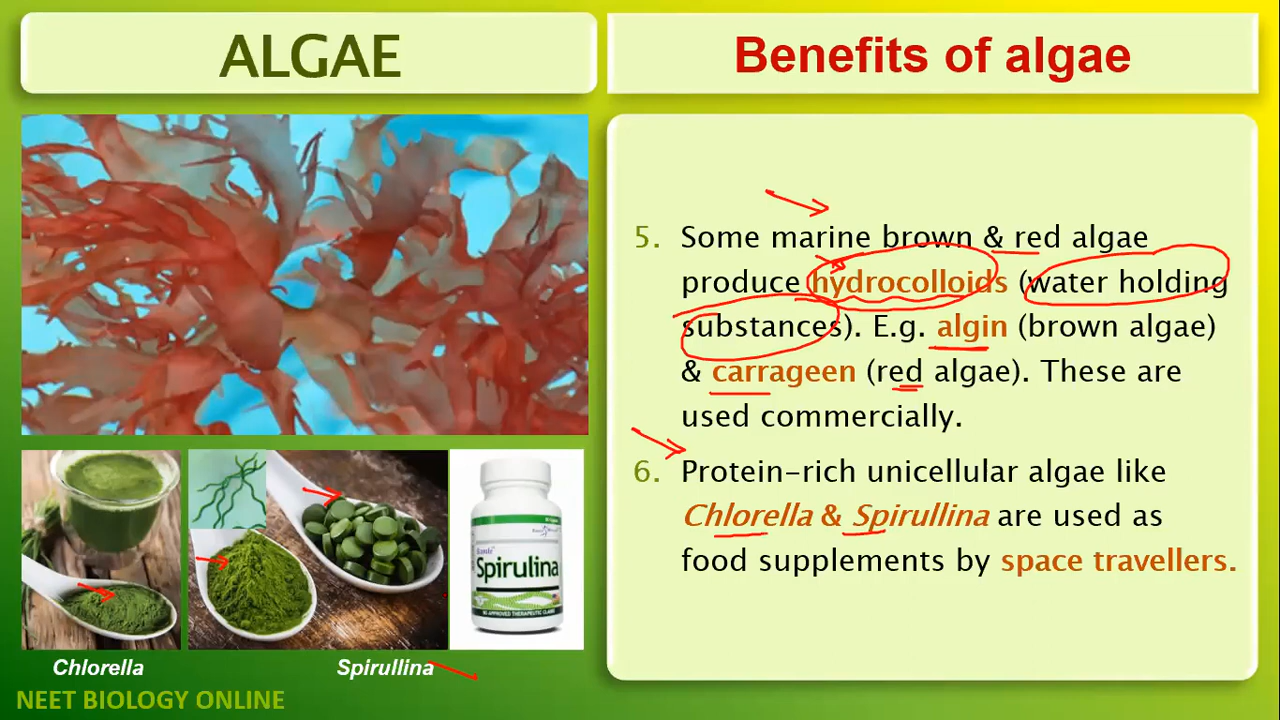 ALGAE
Benefits of algae
5. Some marine brown & red algae
produce hydrocolloids (water holding
substances). E.g. algin (brown algae)
& carrageen (red algae). These are
used commercially.
6. Protein-rich unicellular algae like
Chlorella & Spirullina are used as
food supplements by space travellers.
Spirulina
Chlorella
Spirullina
NEET BIOLOGY ONLINE